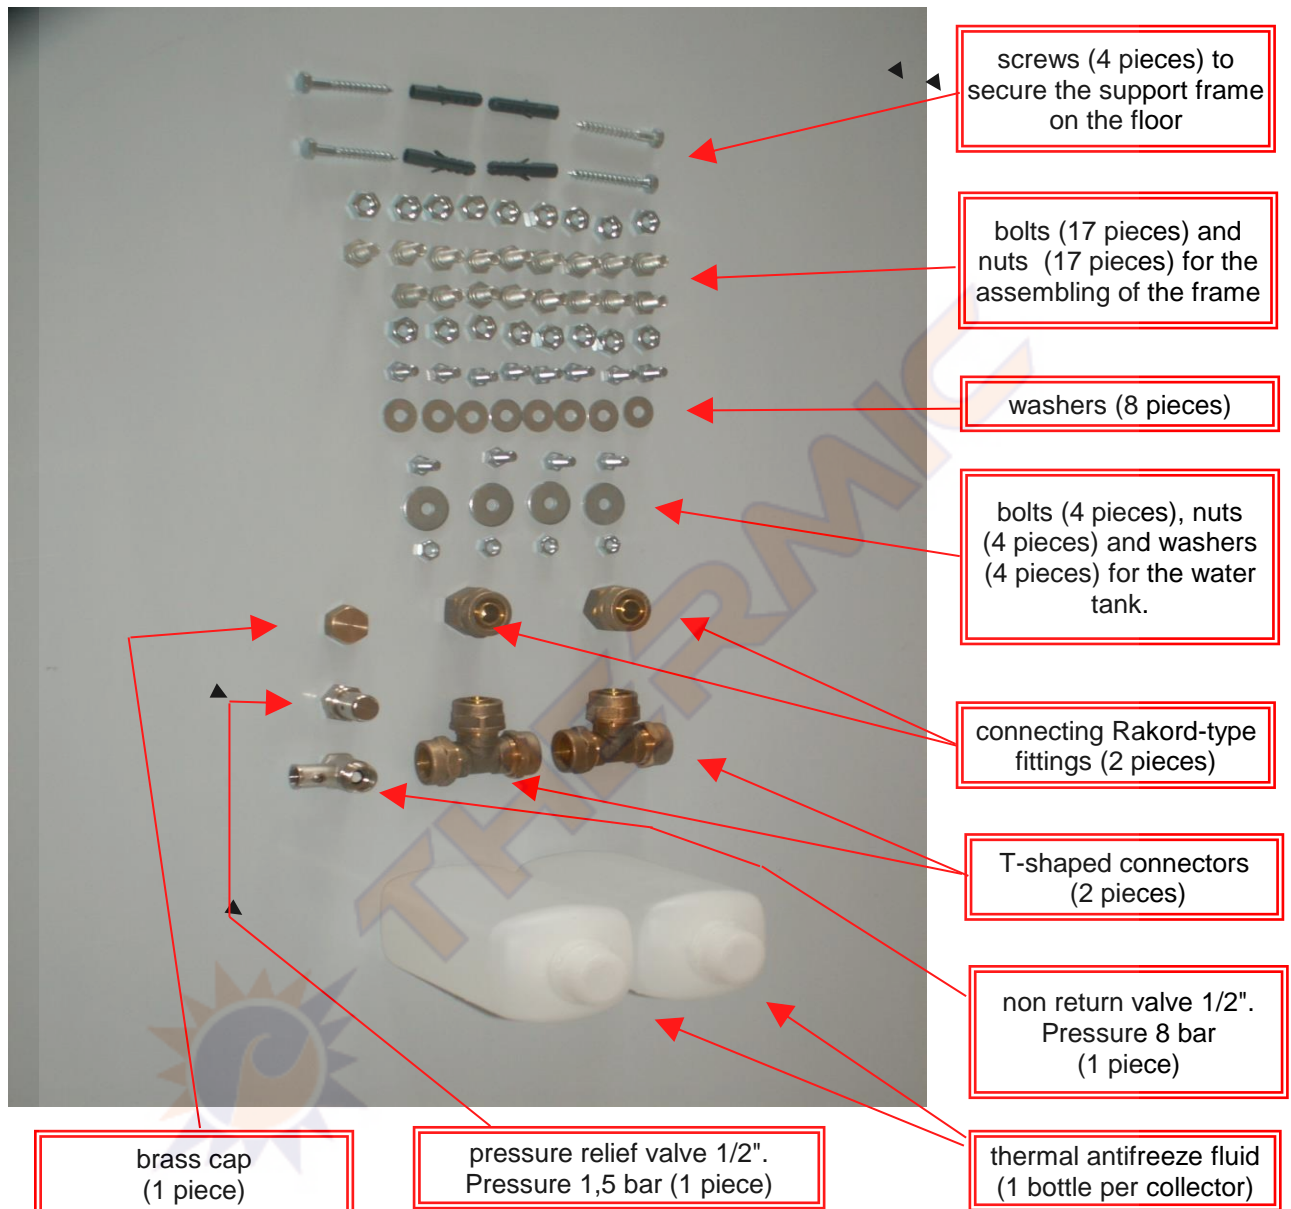 screws (4 pieces) to
secure the support frame
on the floor
bolts (17 pieces) and
nuts (17 pieces) for the
assembling of the frame
washers (8 pieces)
bolts (4 pieces), nuts
(4 pieces) and washers
(4 pieces) for the water
tank.
connecting Rakord-type
fittings (2 pieces)
T-shaped connectors
(2 pieces)
non return valve 1/2".
Pressure 8 bar
(1 piece)
thermal antifreeze fluid
(1 bottle per collector)
pressure relief valve 1/2".
Pressure 1,5 bar (1 piece)
brass cap
(1 piece)
THERMIC